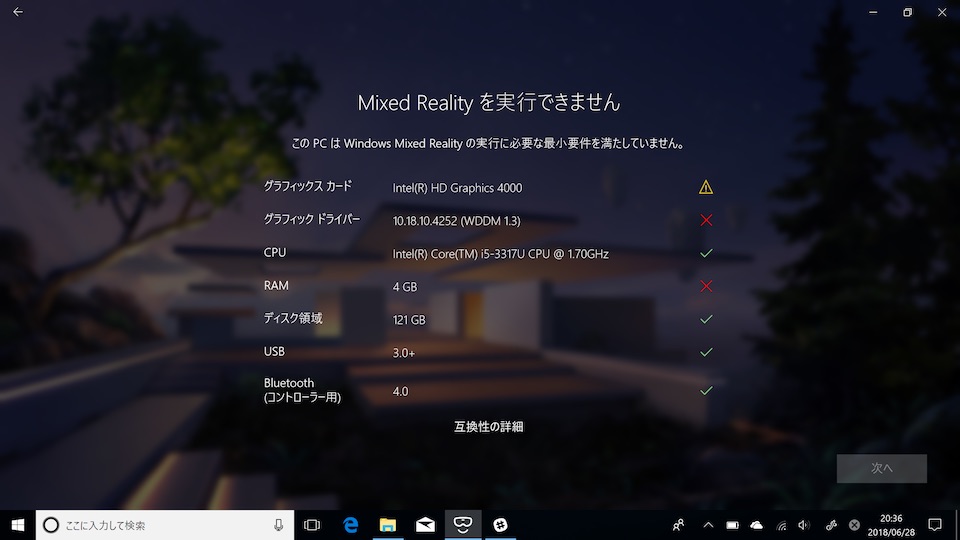 Mixed Reality を実行できません
この PC は Windows Mixed Reality の実行に必要な最小要件を満たしていません。
グラフィックス カード Intel(R) HD Graphics 4000
グラフィック ドライバー 10.18.10.4252 (WDDM 1.3)
CPU Intel(R) Core(TM) i5-3317U CPU @ 1.70GHz
RAM 4 GB
ディスク領域 121 GB
USB 3.0+
Bluetooth
(コントローラー用) 4.0
互換性の詳細
次へ
ここに入力して検索
20:36
2018/06/28